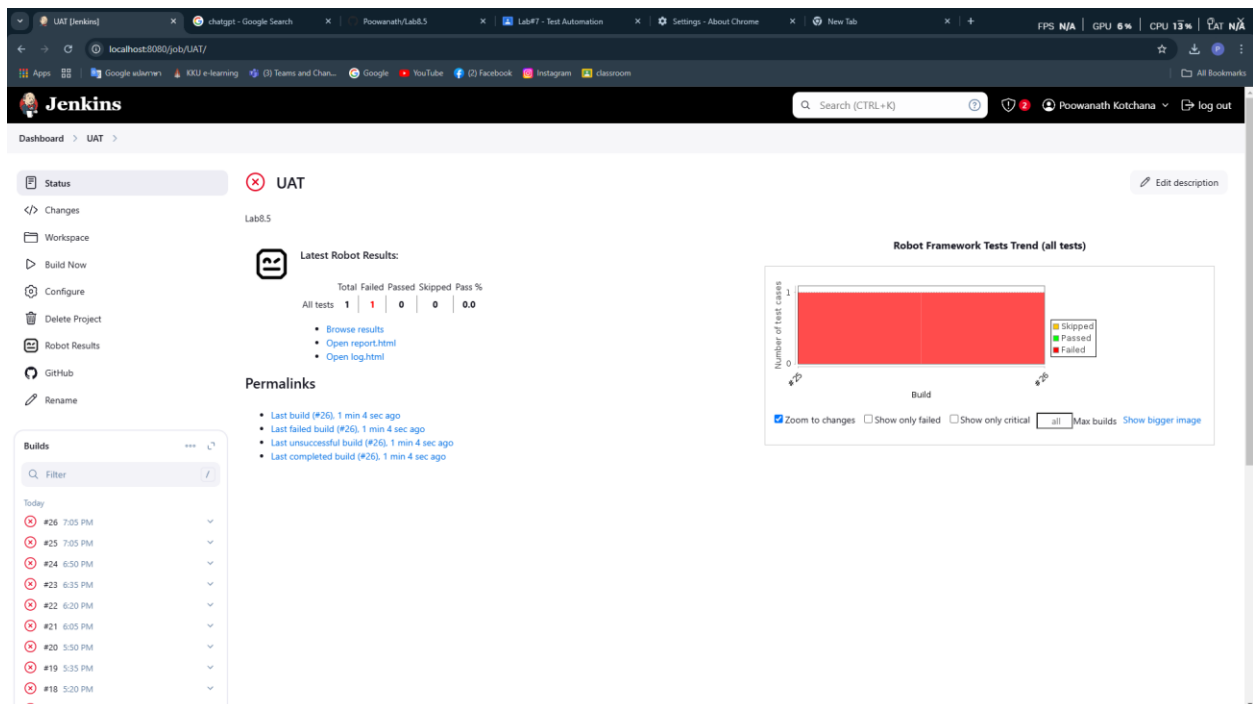 UAT [Jenkins]
chatgpt - Google Search
Poowanath/Lab8.5
Lab#7 - Test Automation
Settings - About Chrome
New Tab
FPS N/A | GPU 6% | CPU 13% | LAT N/A
localhost:8080/job/UAT/
Apps
Google แปลภาษา
KKU e-learning
(3) Teams and Chan...
Google
YouTube
(2) Facebook
Instagram
classroom
All Bookmarks
Jenkins
Search (CTRL+K)
2
Poowanath Kotchana
log out
Dashboard > UAT >
Status
Changes
Workspace
Build Now
Configure
Delete Project
Robot Results
GitHub
Rename
Builds
Filter /
Today
#26 7:05 PM
#25 7:05 PM
#24 6:50 PM
#23 6:35 PM
#22 6:20 PM
#21 6:05 PM
#20 5:50 PM
#19 5:35 PM
#18 5:20 PM
UAT
Edit description
Lab8.5
Latest Robot Results:
Total Failed Passed Skipped Pass %
All tests 1 1 0 0 0.0
Browse results
Open report.html
Open log.html
Permalinks
Last build (#26), 1 min 4 sec ago
Last failed build (#26), 1 min 4 sec ago
Last unsuccessful build (#26), 1 min 4 sec ago
Last completed build (#26), 1 min 4 sec ago
Robot Framework Tests Trend (all tests)
Number of test cases
1
0
#25
#26
Build
Skipped
Passed
Failed
Zoom to changes
Show only failed
Show only critical
all Max builds
Show bigger image